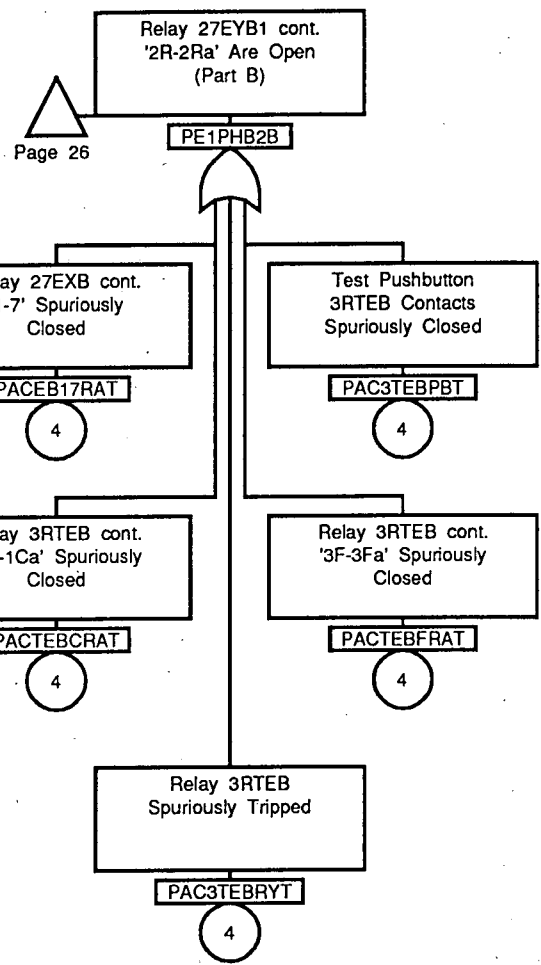 Relay 27EYB1 cont.
'2R-2Ra' Are Open
(Part B)
Page 26
PE1PHB2B
27EXB cont.
-7' Spuriously
Closed
PACEB17RAT
4
Test Pushbutton
3RTEB Contacts
Spuriously Closed
PAC3TEBPBT
4
3RTEB cont.
-1Ca' Spuriously
Closed
PACTEBCRAT
4
Relay 3RTEB cont.
'3F-3Fa' Spuriously
Closed
PACTEBFRAT
4
Relay 3RTEB
Spuriously Tripped
PAC3TEBRYT
4